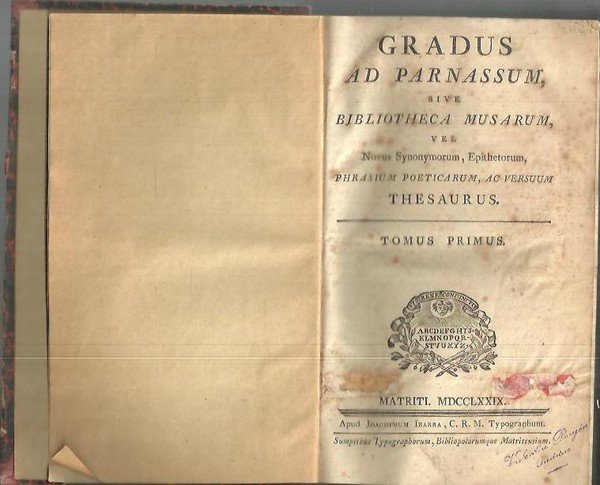 GRADUS
AD PARNASSUM,
SIVE
BIBLIOTHECA MUSARUM,
VEL
Novus Synonymorum, Epithetorum,
PHRASIUM POETICARUM, AC VERSUUM
THESAURUS.
TOMUS PRIMUS.
ABCDEFGHIJ-
KLMNOPQR-
STVUXYZ
MATRITI. MDCCLXXIX.
Apud JOACHIMUM IBARRA, C. R. M. Typographum.
Sumptibus Typographorum, Bibliopolarumque Matritensium.